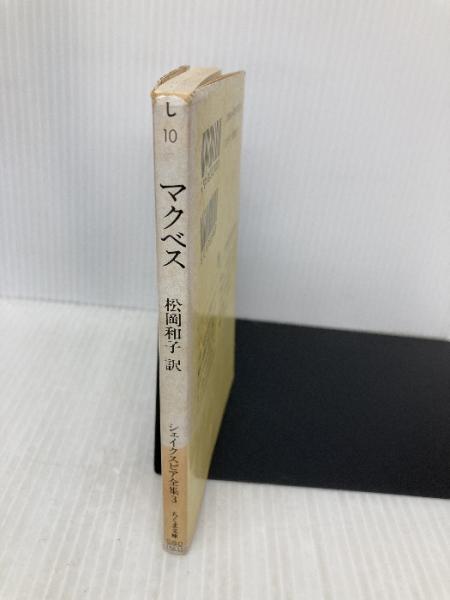 し
10
マクベス
松岡和子 訳
シェイクスピア全集3
ちくま文庫